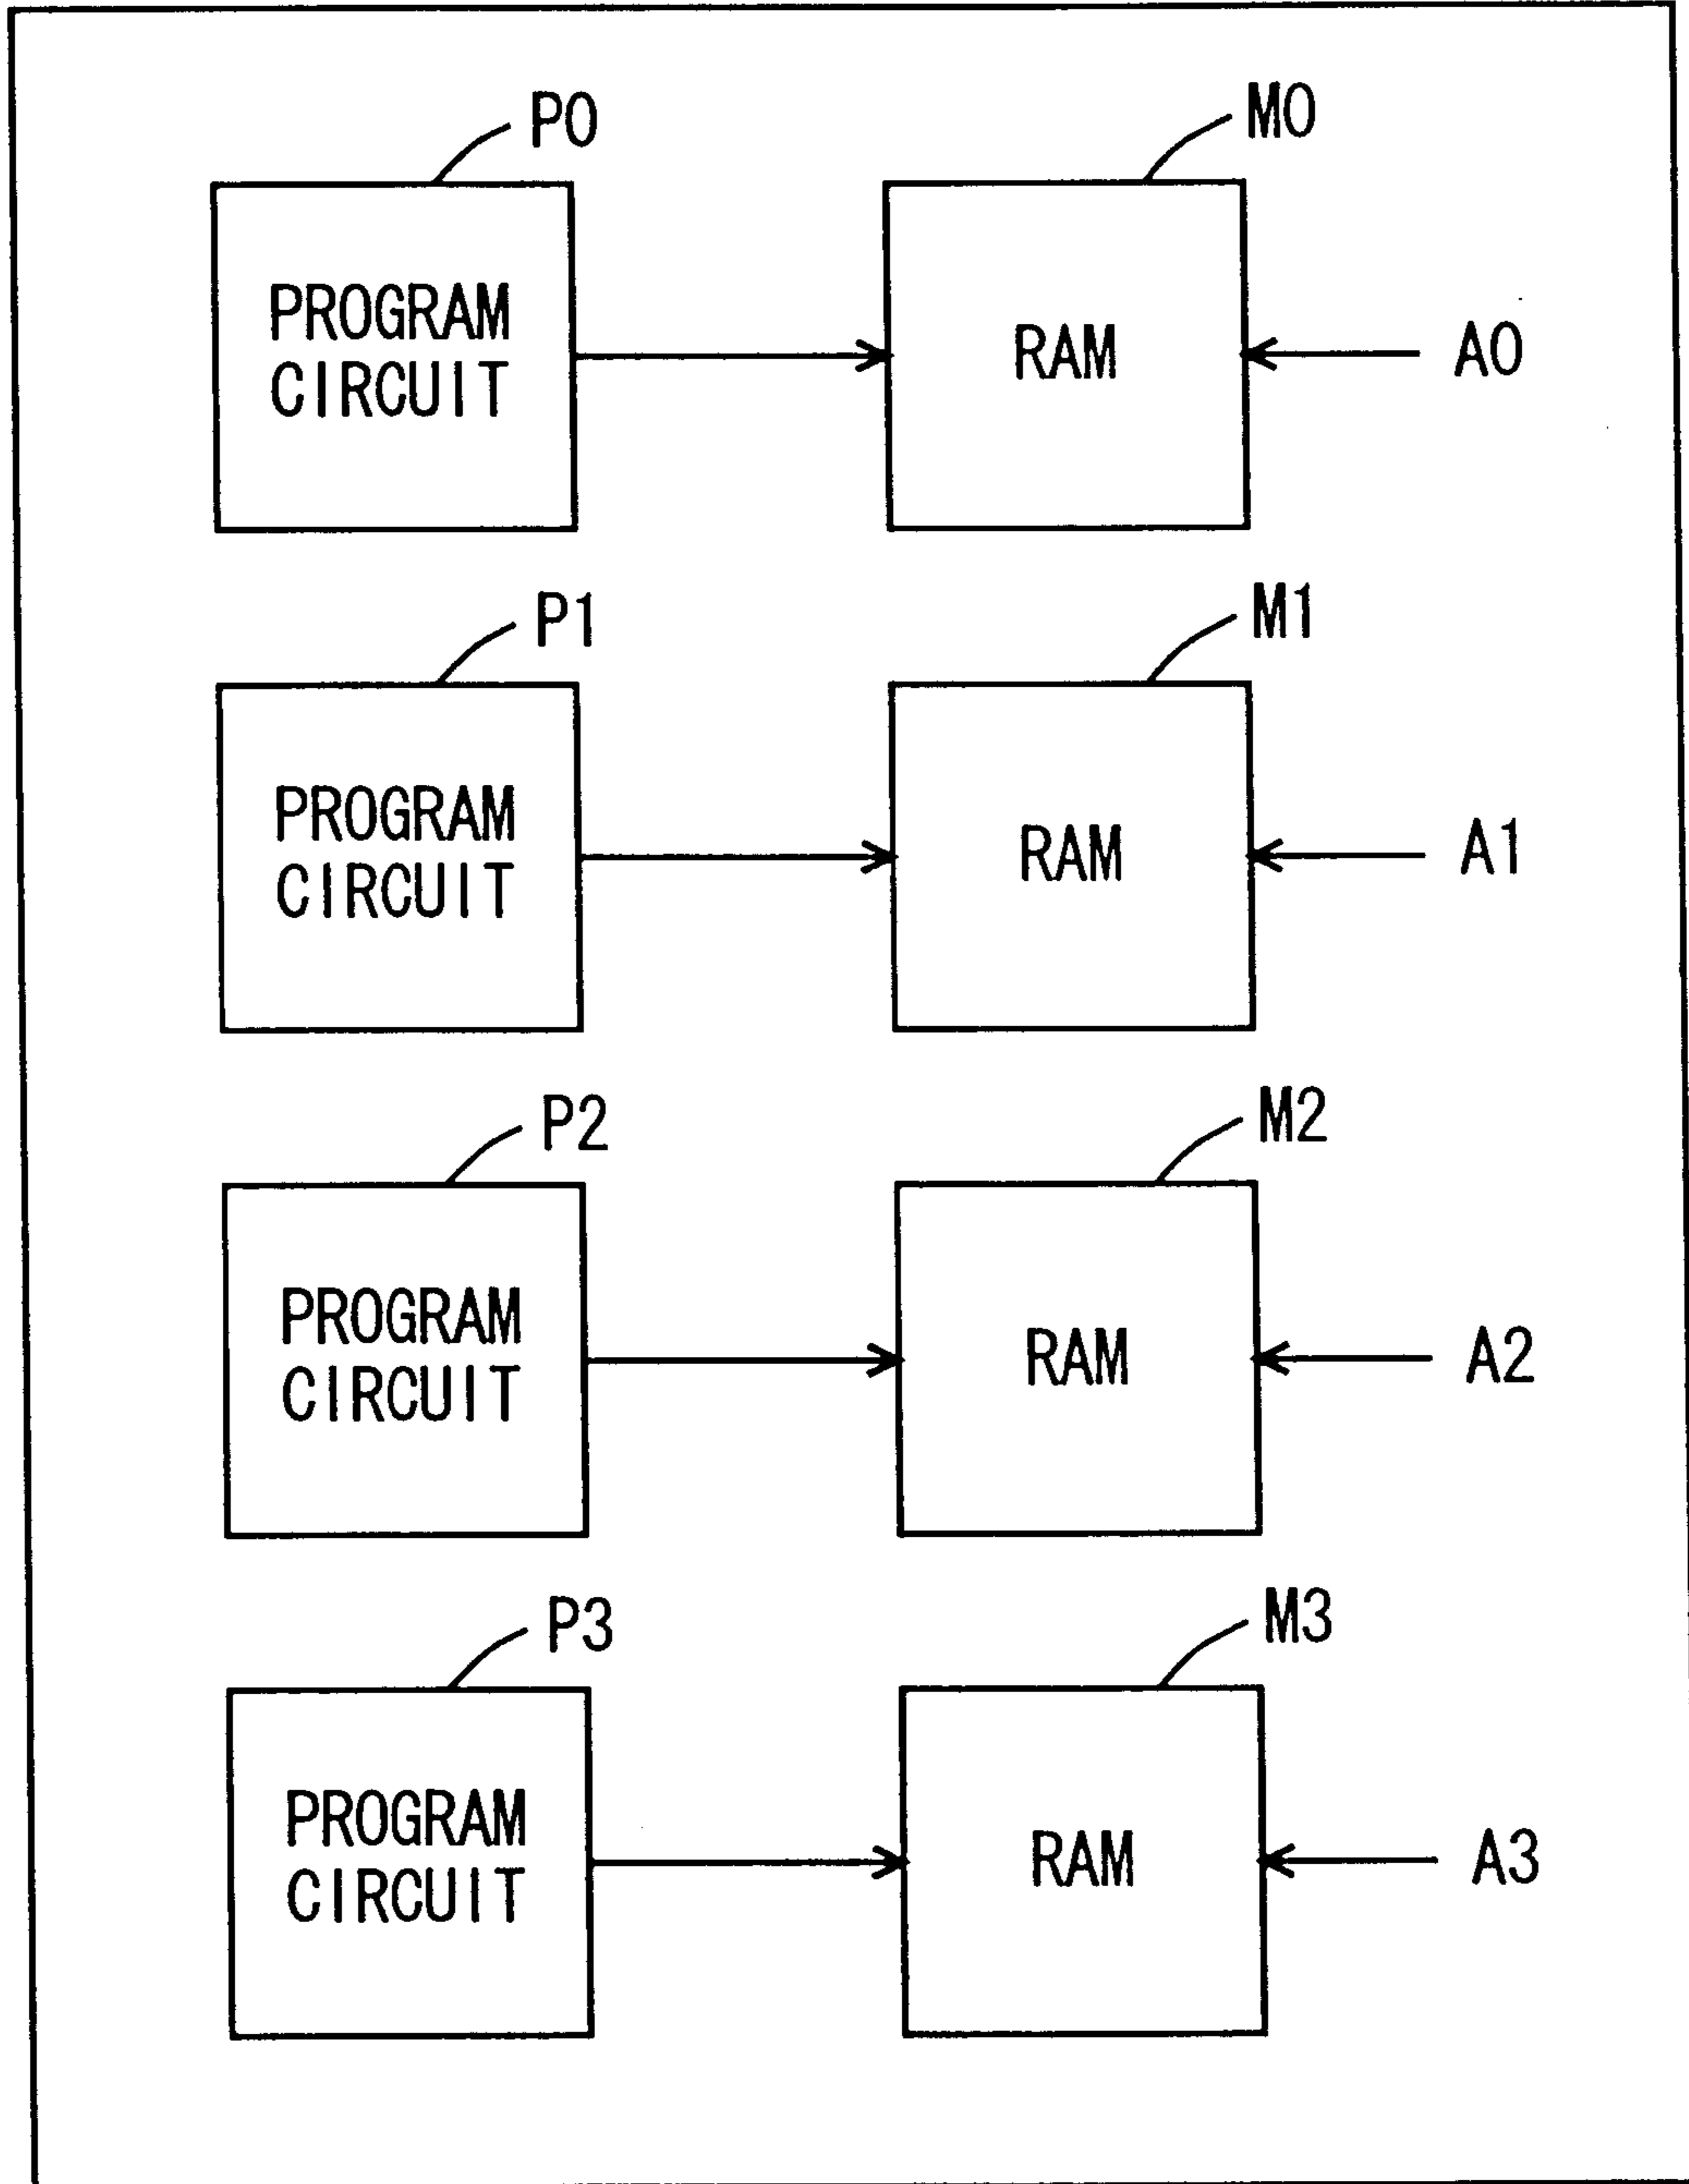 P0
M0
PROGRAM
CIRCUIT
RAM
A0
P1
M1
PROGRAM
CIRCUIT
RAM
A1
P2
M2
PROGRAM
CIRCUIT
RAM
A2
P3
M3
PROGRAM
CIRCUIT
RAM
A3